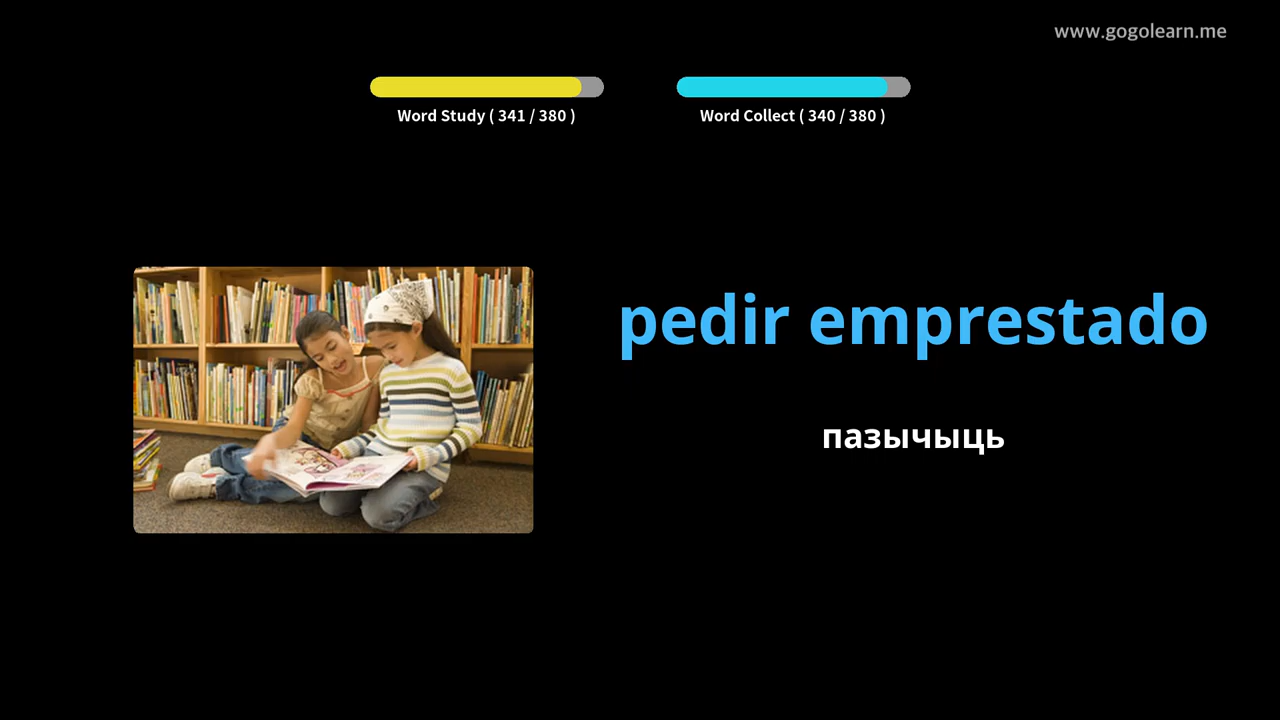 www.gogolearn.me
Word Study ( 341 / 380 )
Word Collect ( 340 / 380 )
pedir emprestado
пазычыць